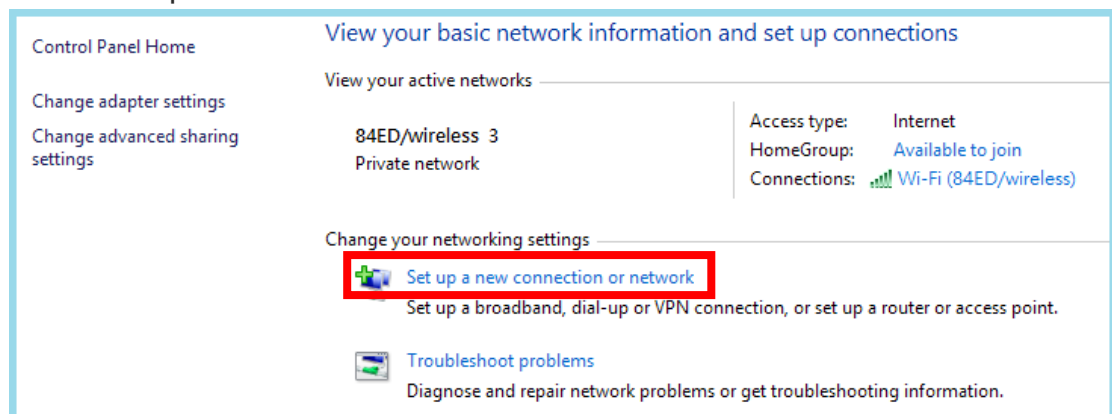 Control Panel Home
Change adapter settings
Change advanced sharing
settings
View your basic network information and set up connections
View your active networks
84ED/wireless 3
Private network
Access type: Internet
HomeGroup: Available to join
Connections: Wi-Fi (84ED/wireless)
Change your networking settings
Set up a new connection or network
Set up a broadband, dial-up or VPN connection, or set up a router or access point.
Troubleshoot problems
Diagnose and repair network problems or get troubleshooting information.